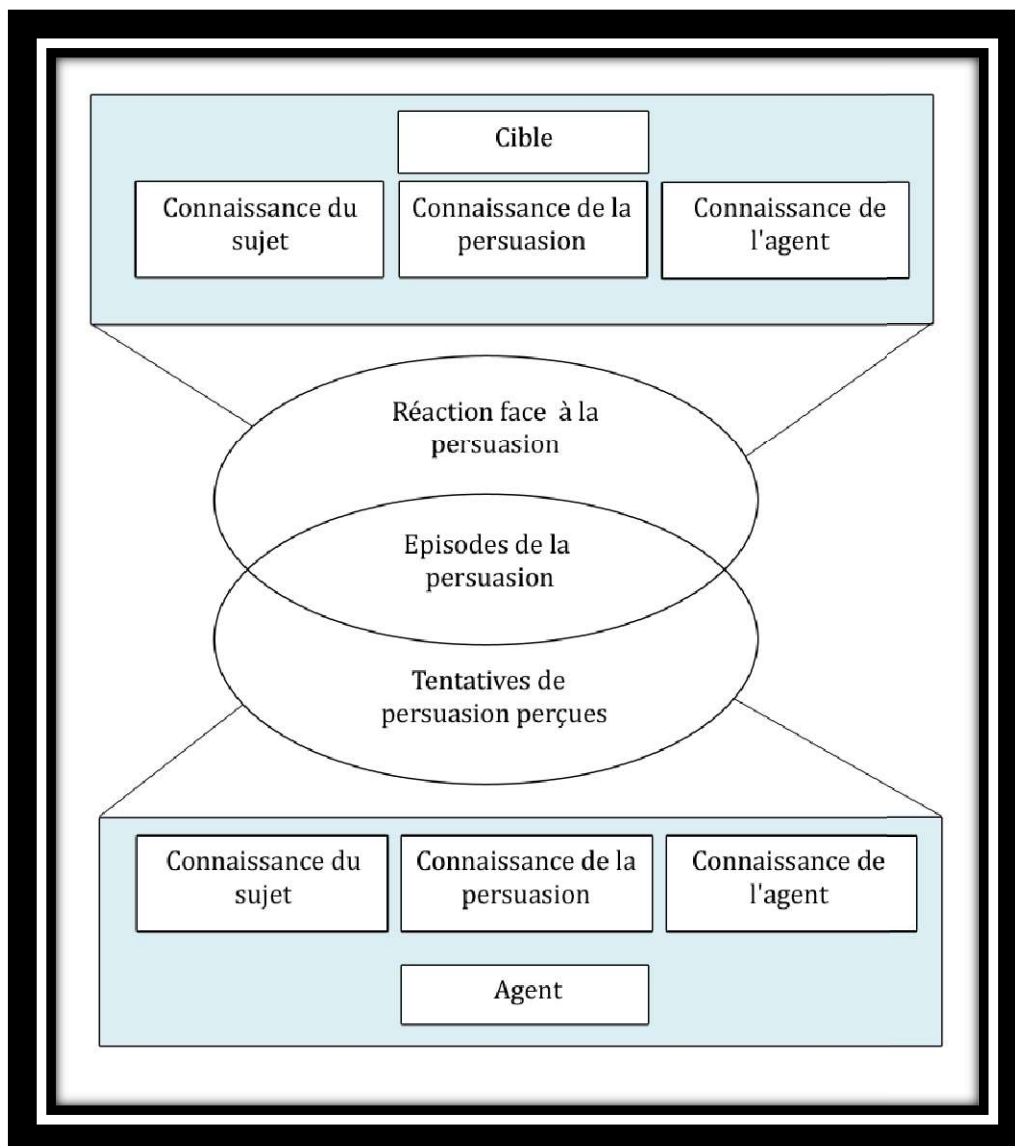 Cible
Connaissance du
sujet
Connaissance de la
persuasion
Connaissance de
l'agent
Réaction face à la
persuasion
Episodes de la
persuasion
Tentatives de
persuasion perçues
Connaissance du
sujet
Connaissance de la
persuasion
Connaissance de
l'agent
Agent